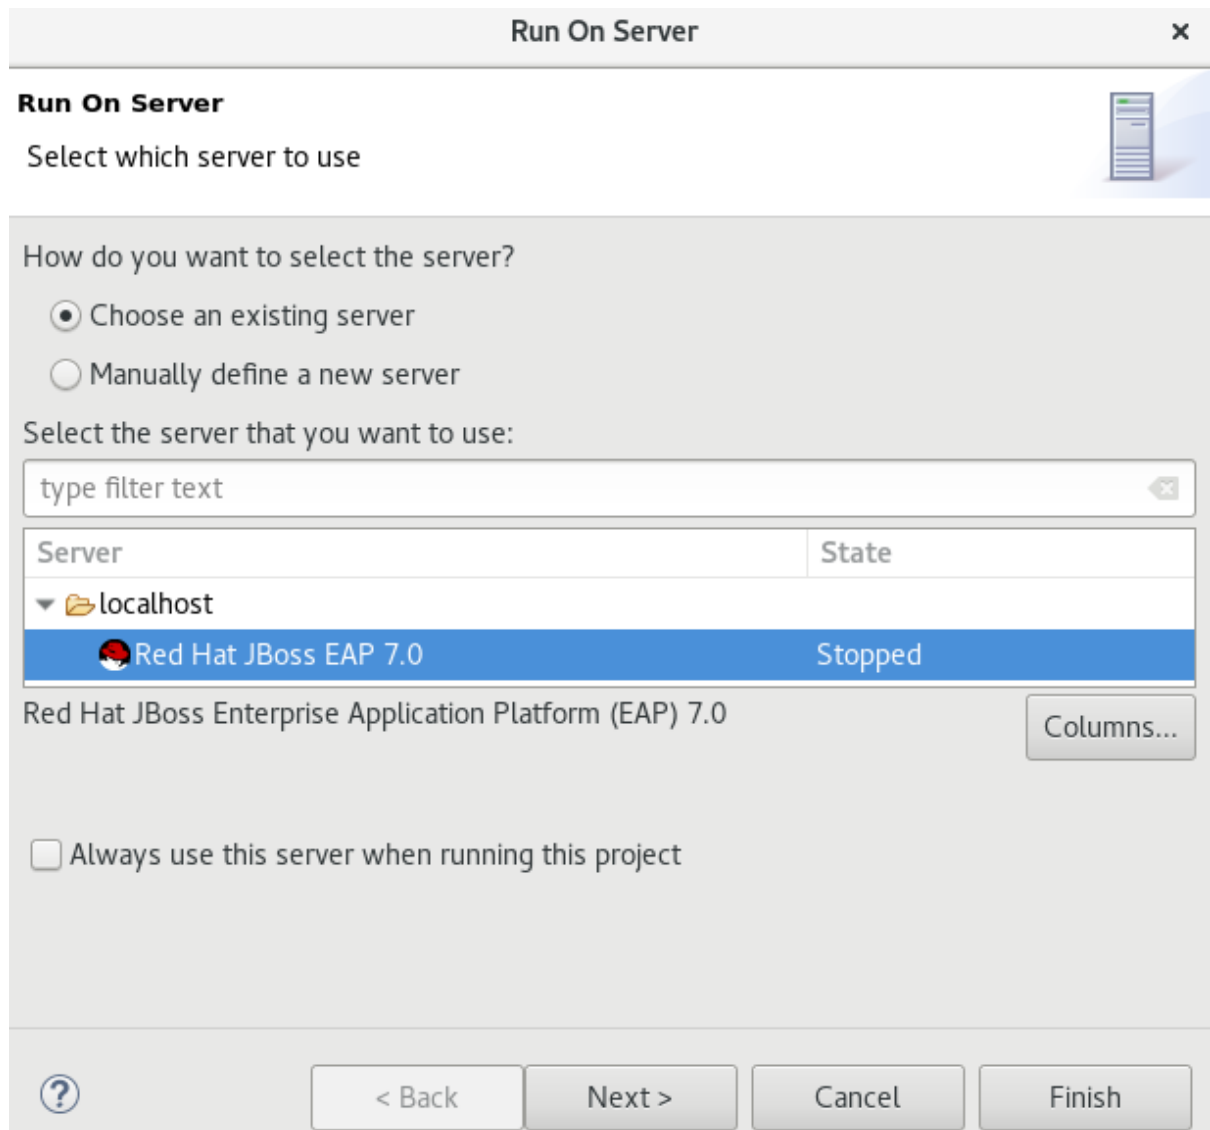 Run On Server
Run On Server
Select which server to use
How do you want to select the server?
Choose an existing server
Manually define a new server
Select the server that you want to use:
type filter text
Server State
localhost
Red Hat JBoss EAP 7.0 Stopped
Red Hat JBoss Enterprise Application Platform (EAP) 7.0
Columns...
Always use this server when running this project
? < Back Next > Cancel Finish